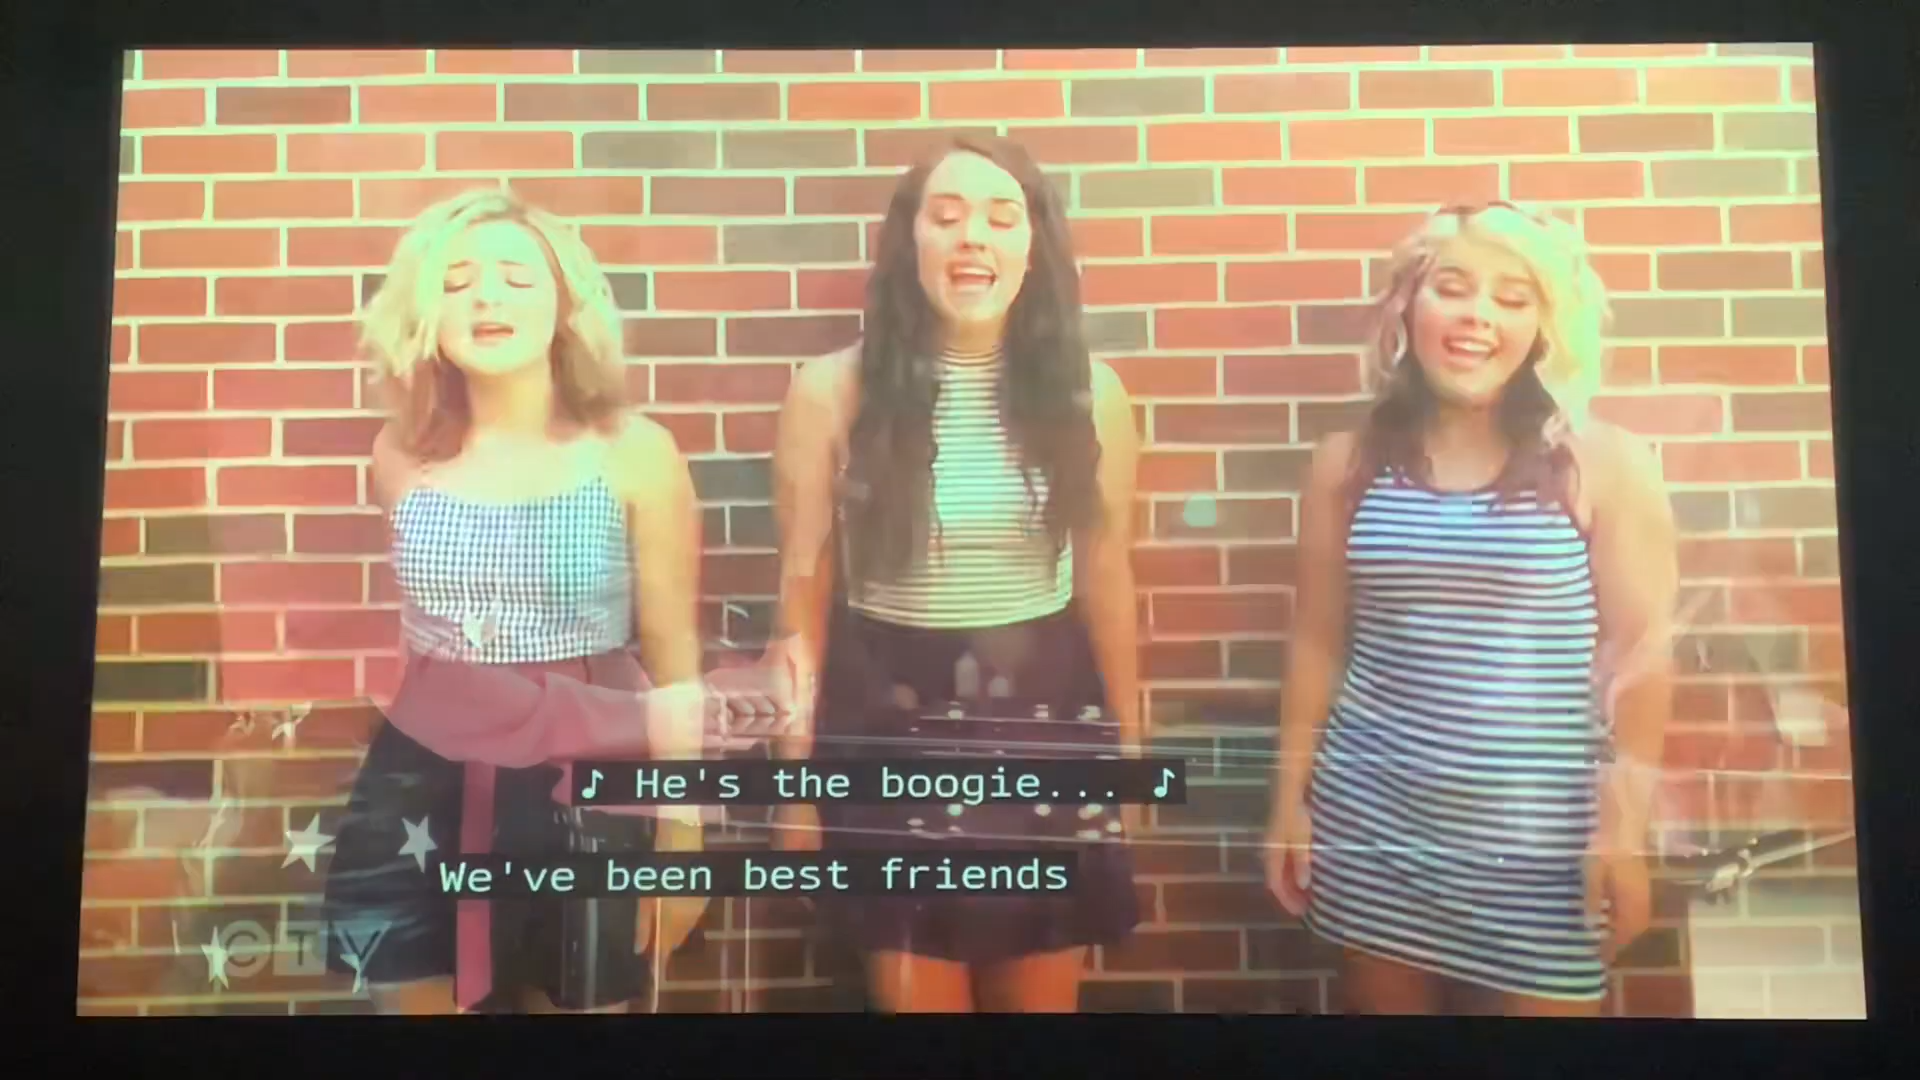 ♪ He's the boogie... ♪
We've been best friends
CTV